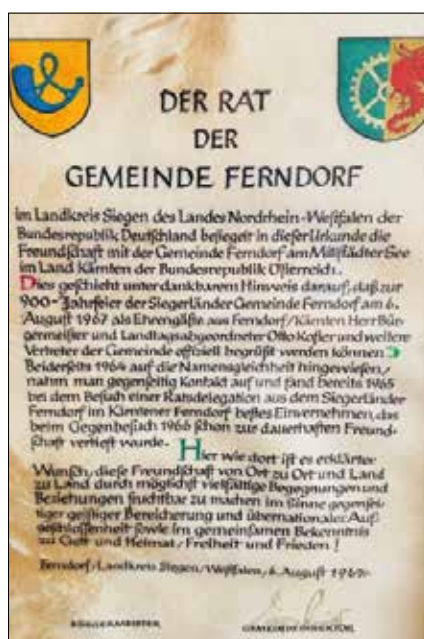 DER RAT
DER
GEMEINDE FERNDORF
im Landkreis Siegen des Landes Nordrhein-Westfalen der
Bundesrepublik Deutschland besiegelt in dieser Urkunde die
Freundschaft mit der Gemeinde Ferndorf am Millstädter See
im Land Kärnten der Bundesrepublik Österreich.
Dies geschieht unter dankbarem Hinweis darauf, daß zur
900-Jahrfeier der Siegerländer Gemeinde Ferndorf am 6.
August 1967 als Ehrengäste aus Ferndorf/Kärnten Herr Bür-
germeister und Landtagsabgeordneter Otto Kofler und weitere
Vertreter der Gemeinde offiziell begrüßt werden können
Beiderseits 1964 auf die Namensgleichheit hingewiesen,
nahm man gegenseitig Kontakt auf und fand bereits 1965
bei dem Besuch einer Ratsdelegation aus dem Siegerländer
Ferndorf im Kärntener Ferndorf bestes Einvernehmen, das
beim Gegenbesuch 1966 schon zur dauerhaften Freund-
schaft vertieft wurde.
Hier wie dort ist es erklärter
Wunsch, diese Freundschaft von Ort zu Ort und Land
zu Land durch möglichst vielfältige Begegnungen und
Beziehungen fruchtbar zu machen im Sinne gegensei-
tiger geistiger Bereicherung und übernationaler Auf-
geschlossenheit sowie im gemeinsamen Bekenntnis
zu Gott und Heimat, Freiheit und Frieden!
Ferndorf/Landkreis Siegen/Westfalen, 6. August 1967
BÜRGERMEISTER
GEMEINDEDIREKTOR